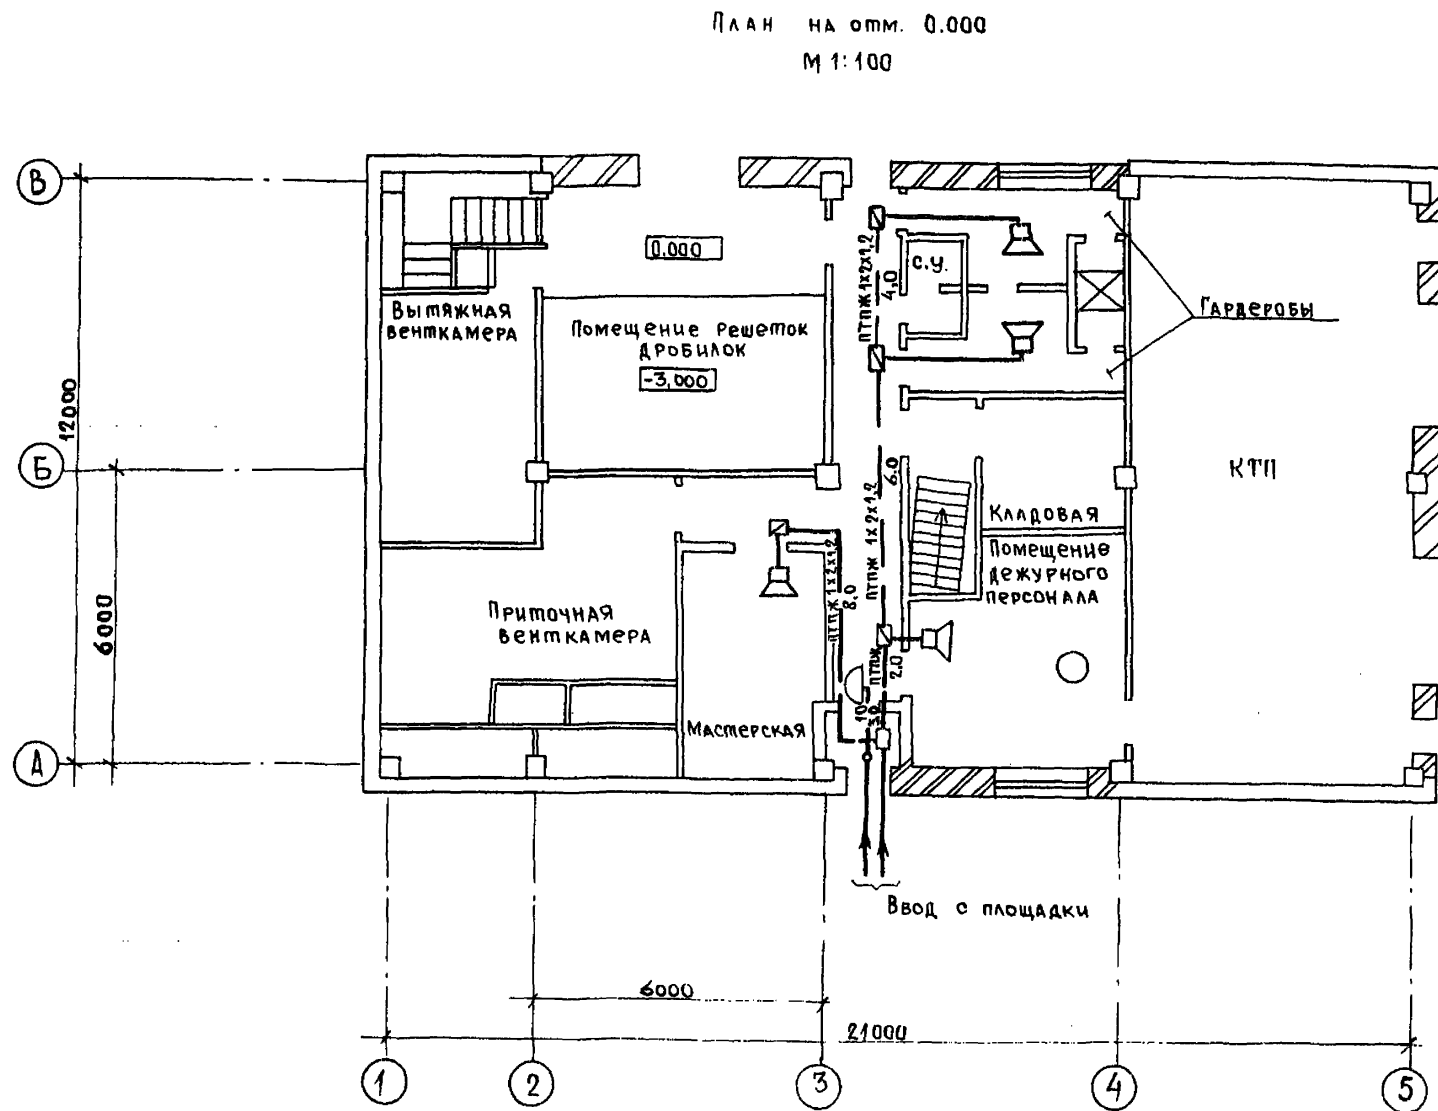 План на отм. 0.000
М 1:100
В
0.000
с.у.
птпж 1х2х1,2
4,0
Гардеробы
Вытяжная
венткамера
Помещение решеток
дробилок
-3,000
12000
Б
КТП
6.0
птпж 1х2х1,2
Кладовая
Помещение
дежурного
персонала
птпж 1х2х1,2
8.0
6000
Приточная
венткамера
птпж
2.0
Мастерская
10
3.0
А
Ввод с площадки
6000
21000
1
2
3
4
5